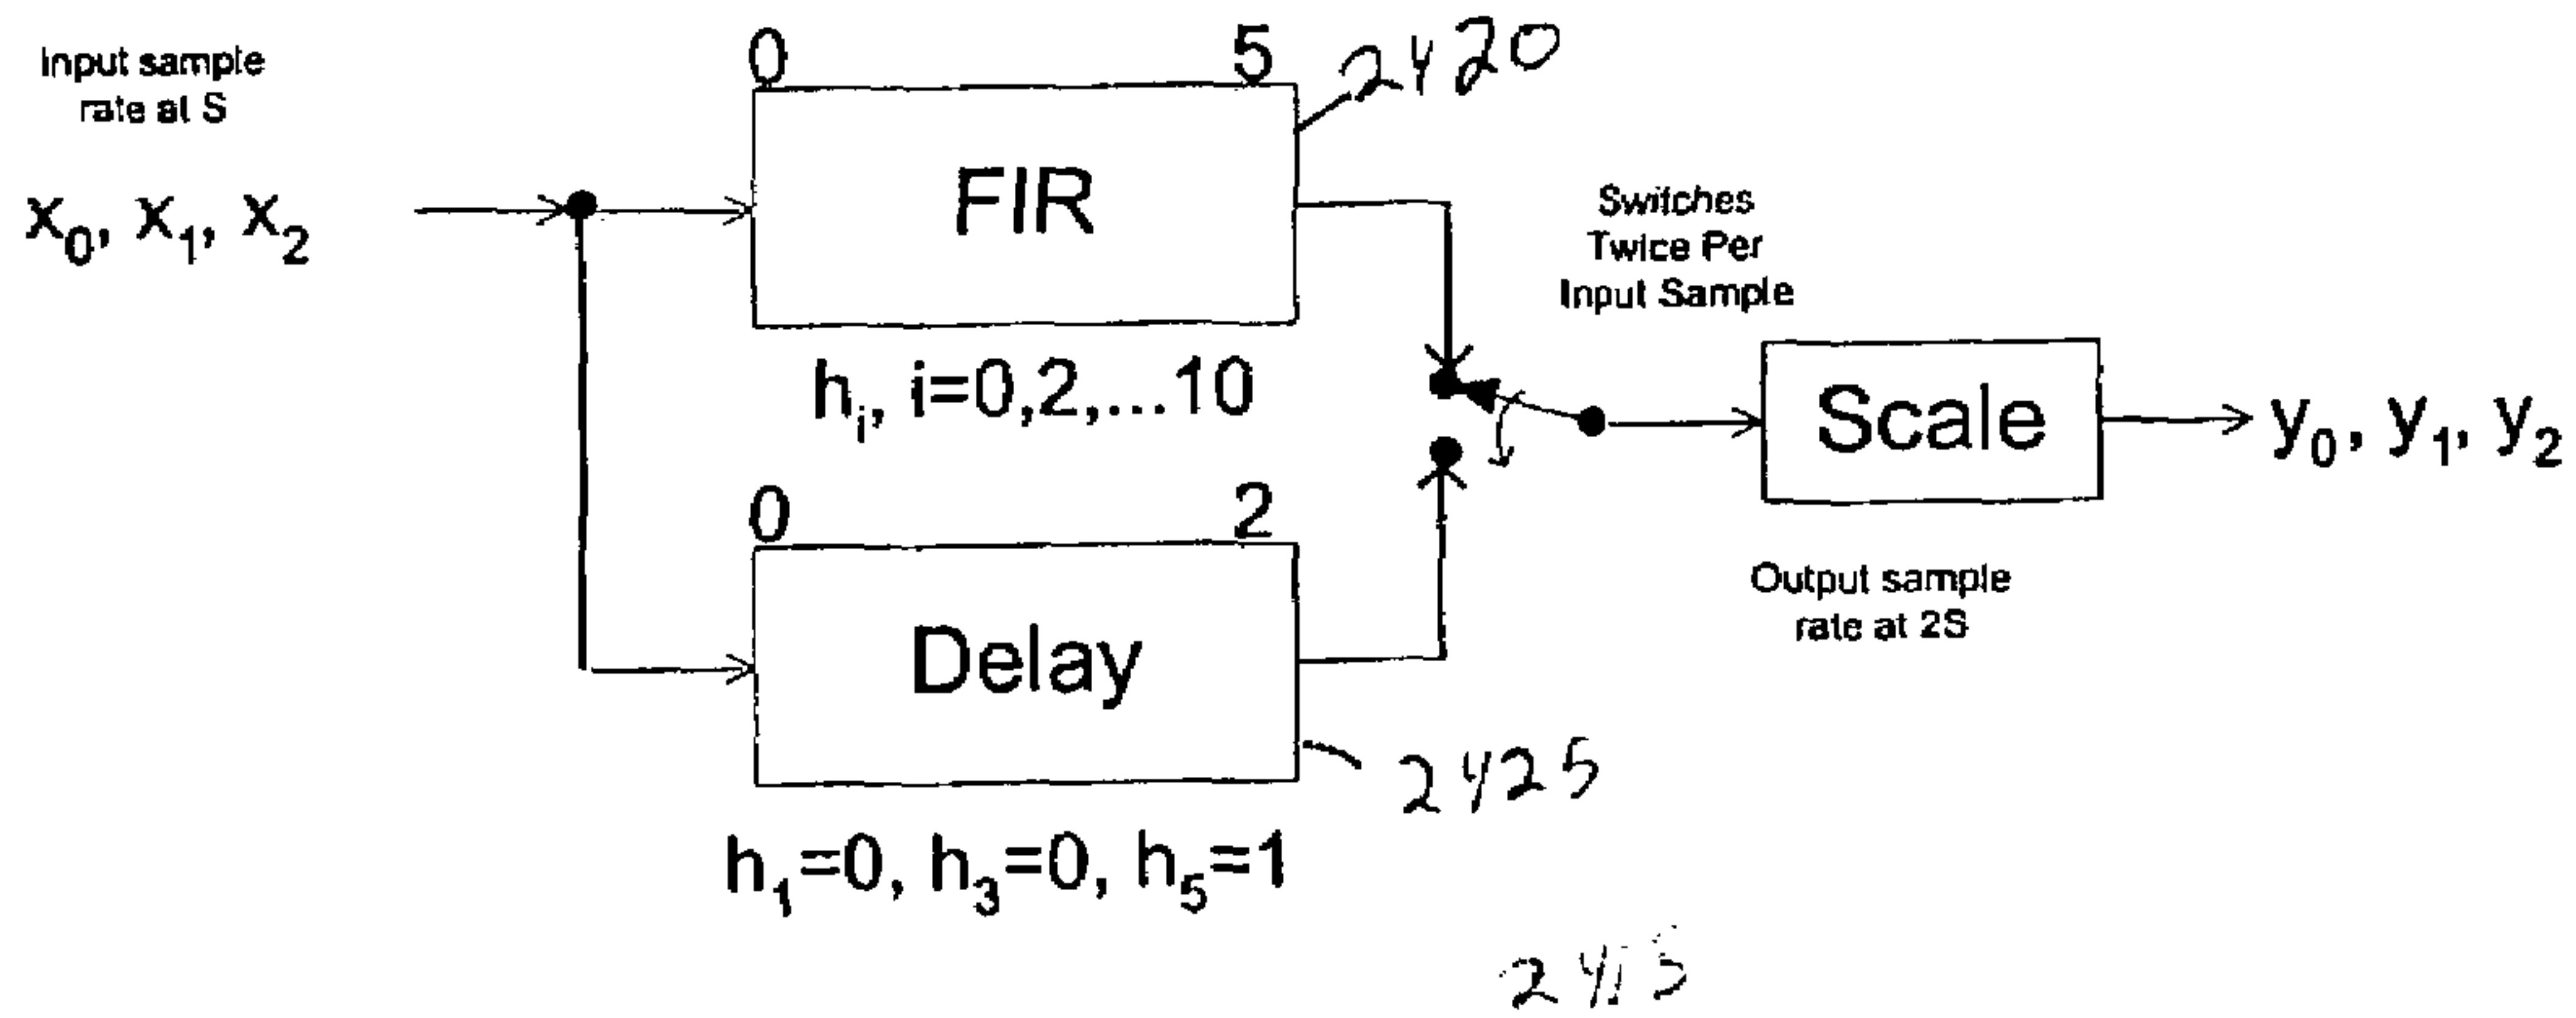 Input sample
rate at S
x₀, x₁, x₂
0 5
2420
FIR
hᵢ, i=0,2,...10
Switches
Twice Per
Input Sample
Scale
y₀, y₁, y₂
Output sample
rate at 2S
0 2
Delay
2425
h₁=0, h₃=0, h₅=1
2415